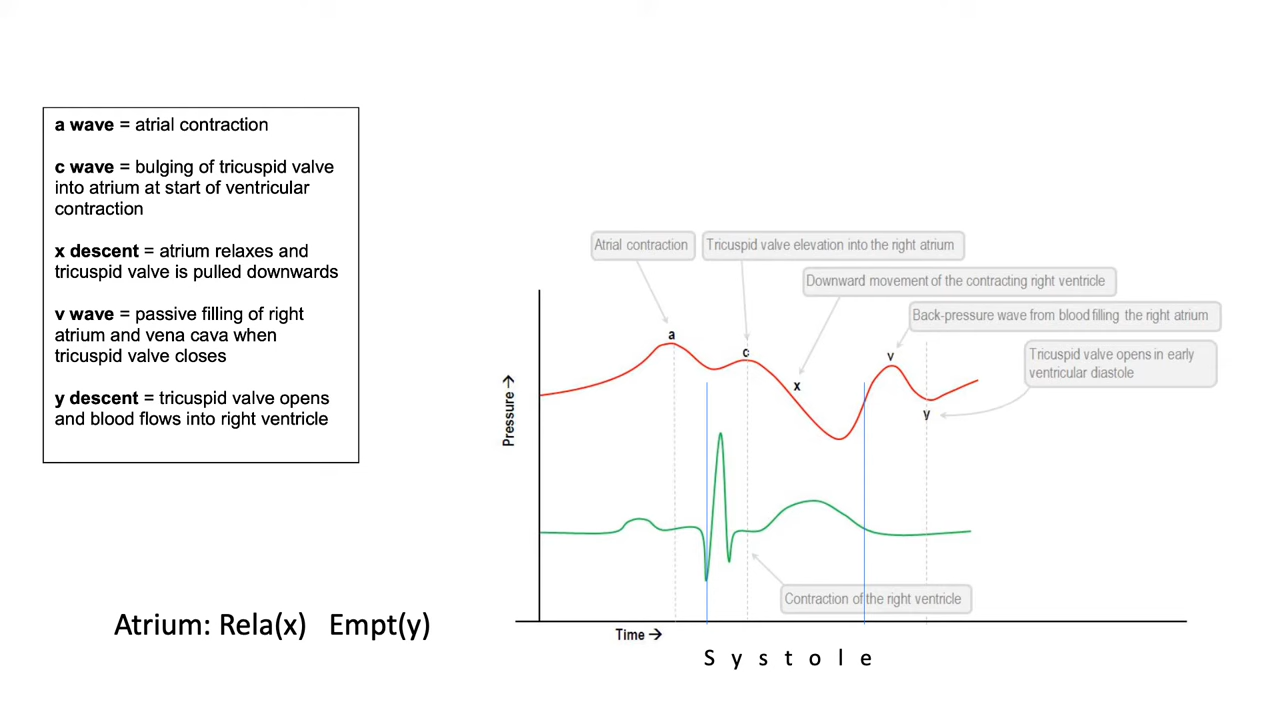 a wave = atrial contraction
c wave = bulging of tricuspid valve
into atrium at start of ventricular
contraction
x descent = atrium relaxes and
tricuspid valve is pulled downwards
v wave = passive filling of right
atrium and vena cava when
tricuspid valve closes
y descent = tricuspid valve opens
and blood flows into right ventricle
Atrium: Rela(x) Empt(y)
Atrial contraction
Tricuspid valve elevation into the right atrium
Downward movement of the contracting right ventricle
Back-pressure wave from blood filling the right atrium
Tricuspid valve opens in early
ventricular diastole
a
c
x
v
y
Pressure →
Contraction of the right ventricle
Time →
S y s t o l e